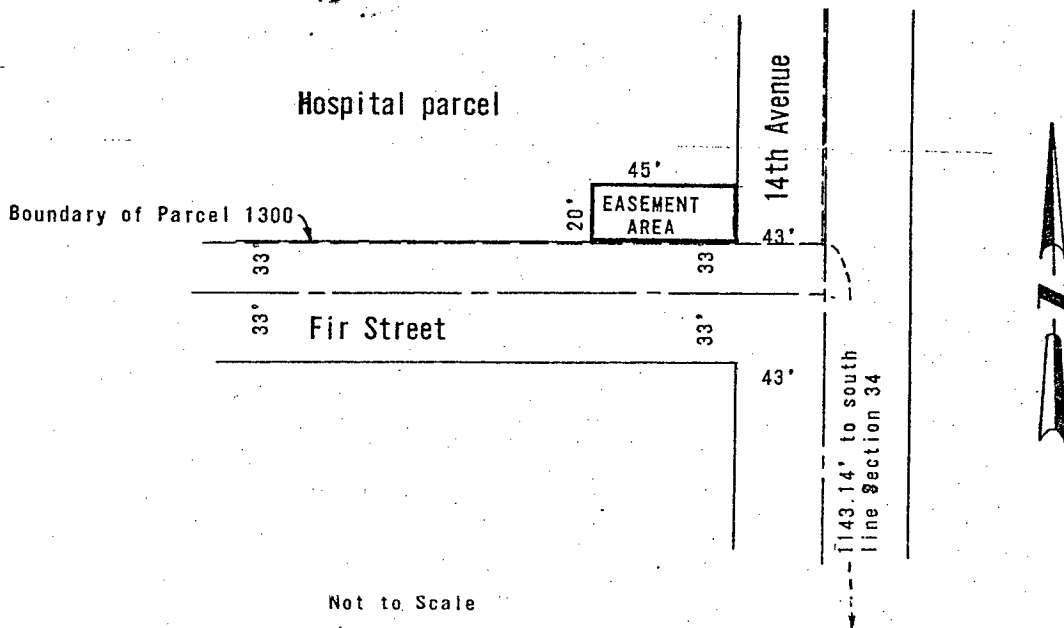 Hospital parcel
14th Avenue
45'
20'
EASEMENT
AREA
Boundary of Parcel 1300
43'
33'
33'
33'
Fir Street
33'
43'
1143.14' to south
line Section 34
Not to Scale